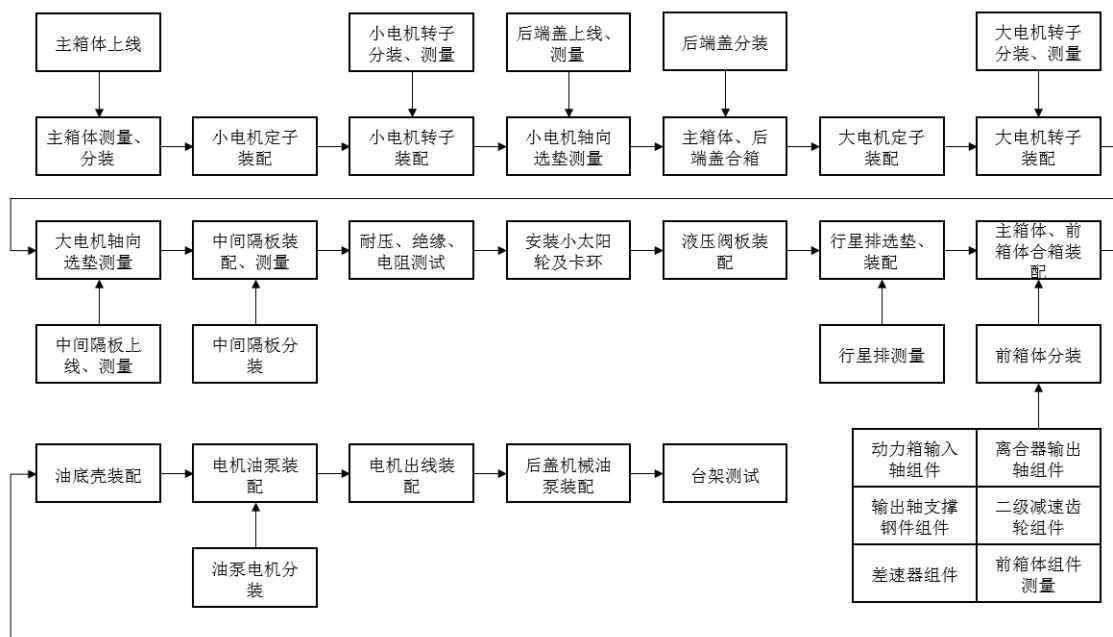 主箱体上线
小电机转子
分装、测量
后端盖上线、
测量
后端盖分装
大电机转子
分装、测量
主箱体测量、
分装
小电机定子
装配
小电机转子
装配
小电机轴向
选垫测量
主箱体、后
端盖合箱
大电机定子
装配
大电机转子
装配
大电机轴向
选垫测量
中间隔板装
配、测量
耐压、绝缘、
电阻测试
安装小太阳
轮及卡环
液压阀板装
配
行星排选垫、
装配
主箱体、前
箱体合箱装
配
中间隔板上
线、测量
中间隔板分
装
行星排测量
前箱体分装
油底壳装配
电机油泵装
配
电机出线装
配
后盖机械油
泵装配
台架测试
动力箱输入
轴组件
离合器输出
轴组件
输出轴支撑
钢件组件
二级减速齿
轮组件
差速器组件
前箱体组件
测量
油泵电机分
装